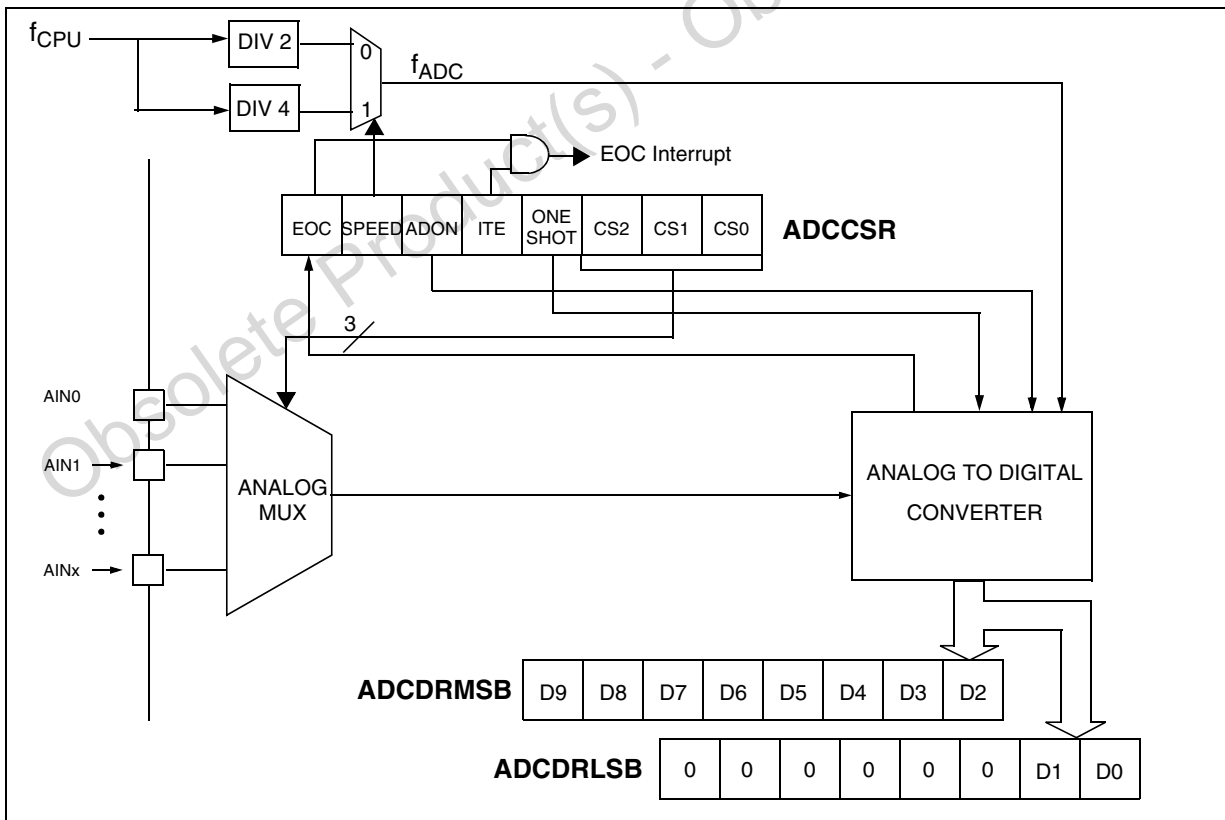 fCPU
DIV 2
0
fADC
DIV 4
1
EOC Interrupt
EOC
SPEED
ADON
ITE
ONE
SHOT
CS2
CS1
CS0
ADCCSR
3
AIN0
AIN1
AINx
ANALOG
MUX
ANALOG TO DIGITAL
CONVERTER
ADCDRMSB
D9
D8
D7
D6
D5
D4
D3
D2
ADCDRLSB
0
0
0
0
0
0
D1
D0
Obsolete Product(s) - Ob